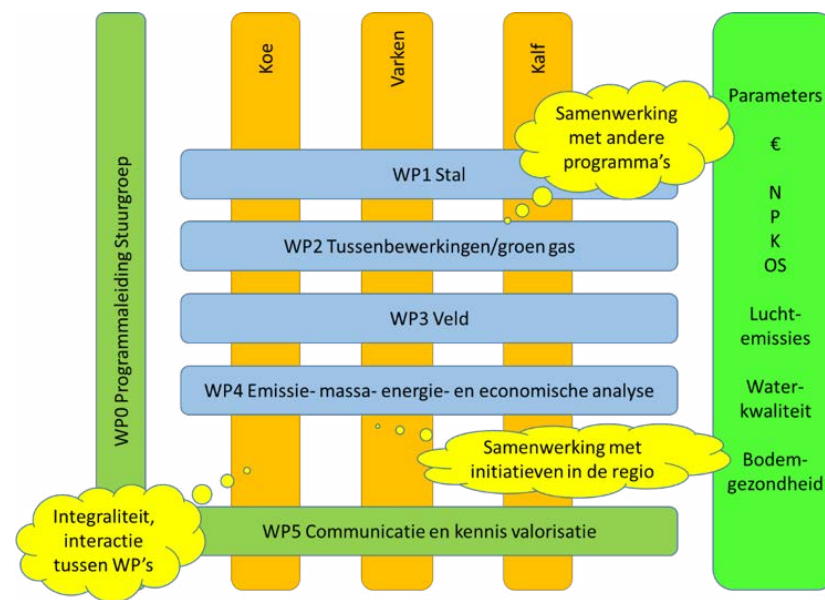 WP0 Programmaleiding Stuurgroep
Koe
Varken
Kalf
Samenwerking
met andere
programma's
WP1 Stal
WP2 Tussenbewerkingen/groen gas
WP3 Veld
WP4 Emissie- massa- energie- en economische analyse
Samenwerking met
initiatieven in de regio
Integraliteit,
interactie
tussen WP's
WP5 Communicatie en kennis valorisatie
Parameters
€
N
P
K
OS
Lucht-
emissies
Water-
kwaliteit
Bodem-
gezondheid